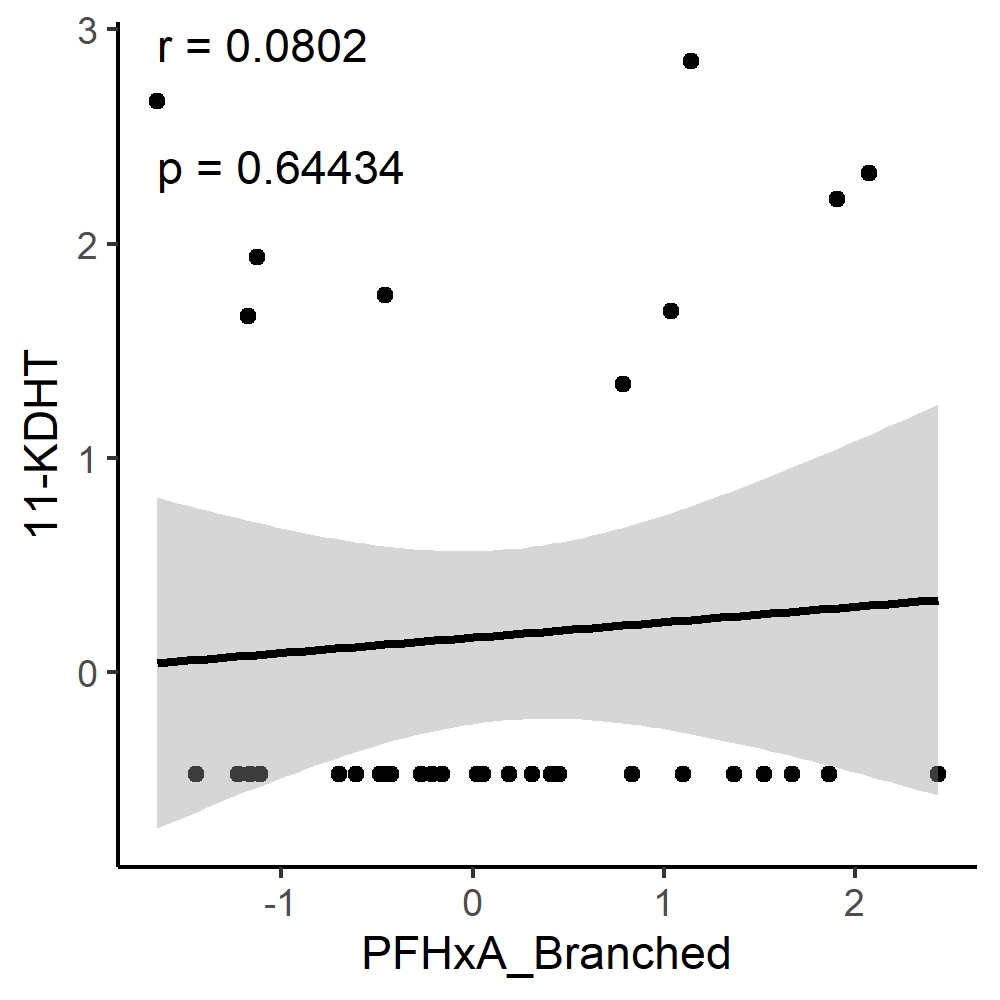 3
r = 0.0802
p = 0.64434
2
11-KDHT
1
0
-1 0 1 2
PFHxA_Branched